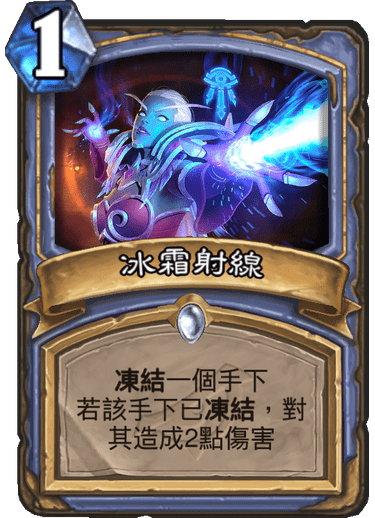 1
冰霜射線
凍結一個手下
若該手下已凍結，對
其造成2點傷害